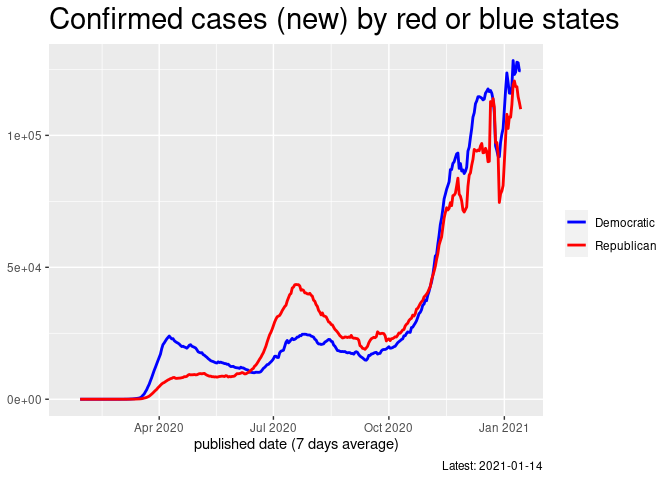 Confirmed cases (new) by red or blue states
1e+05
5e+04
0e+00
Apr 2020
Jul 2020
Oct 2020
Jan 2021
published date (7 days average)
Democratic
Republican
Latest: 2021-01-14